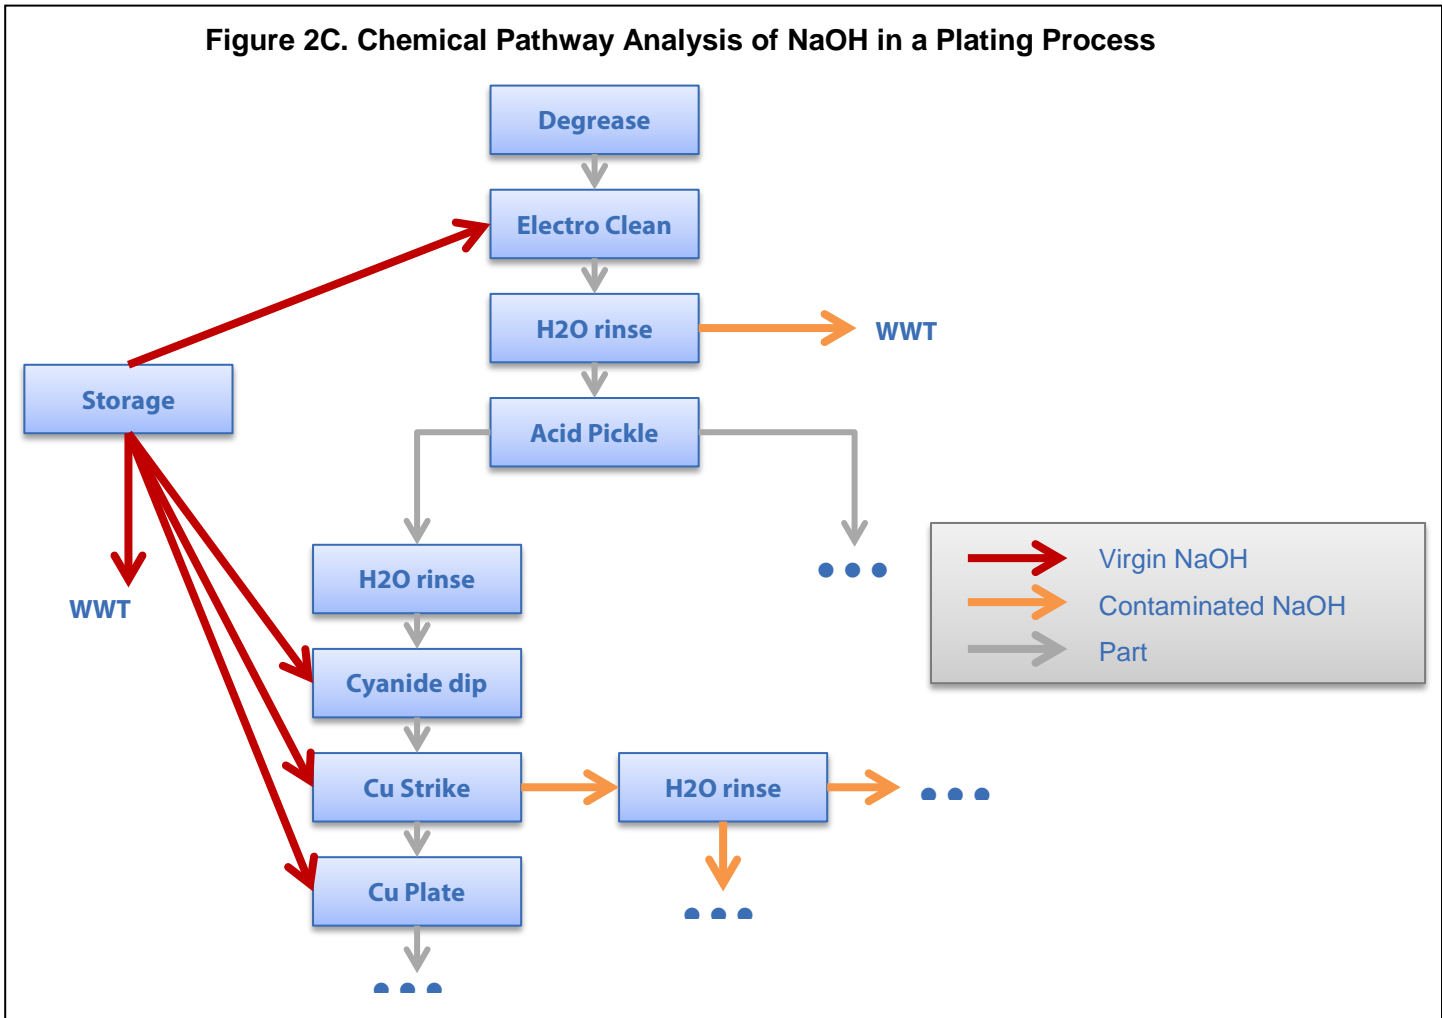 Figure 2C. Chemical Pathway Analysis of NaOH in a Plating Process
Degrease
Electro Clean
H2O rinse
WWT
Storage
Acid Pickle
H2O rinse
WWT
Cyanide dip
Cu Strike
H2O rinse
Cu Plate
Virgin NaOH
Contaminated NaOH
Part